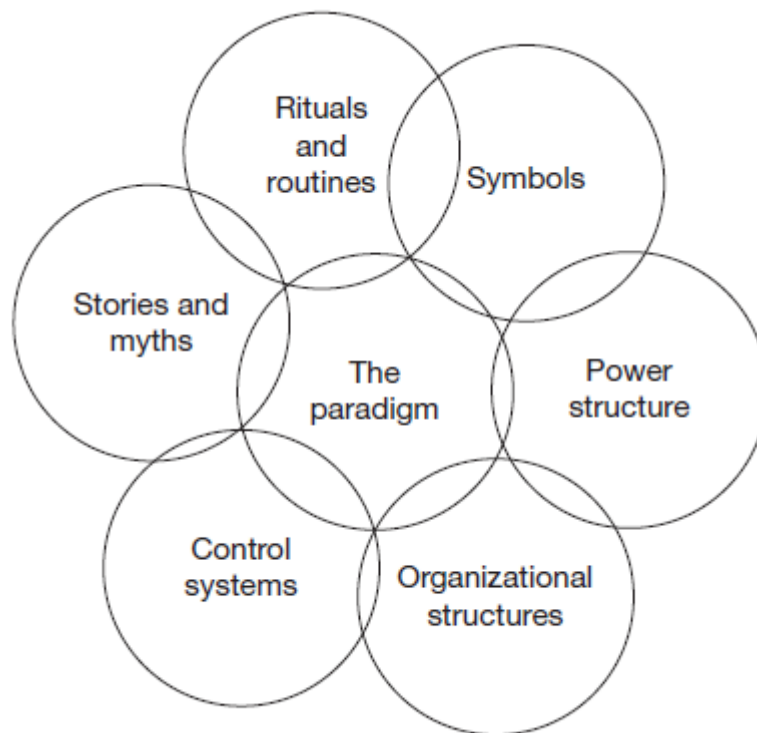 Rituals
and
routines
Symbols
Stories and
myths
The
paradigm
Power
structure
Control
systems
Organizational
structures